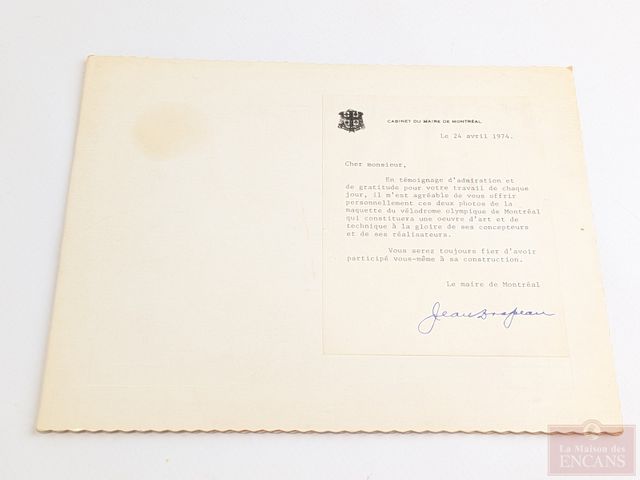 CABINET DU MAIRE DE MONTRÉAL
Le 24 avril 1974.
Cher monsieur,
En témoignage d'admiration et
de gratitude pour votre travail de chaque
jour, il m'est agréable de vous offrir
personnellement ces deux photos de la
maquette du vélodrome olympique de Montréal
qui constituera une oeuvre d'art et de
technique à la gloire de ses concepteurs
et de ses réalisateurs.
Vous serez toujours fier d'avoir
participé vous-même à sa construction.
Le maire de Montréal
Jean Drapeau
La Maison des
ENCANS